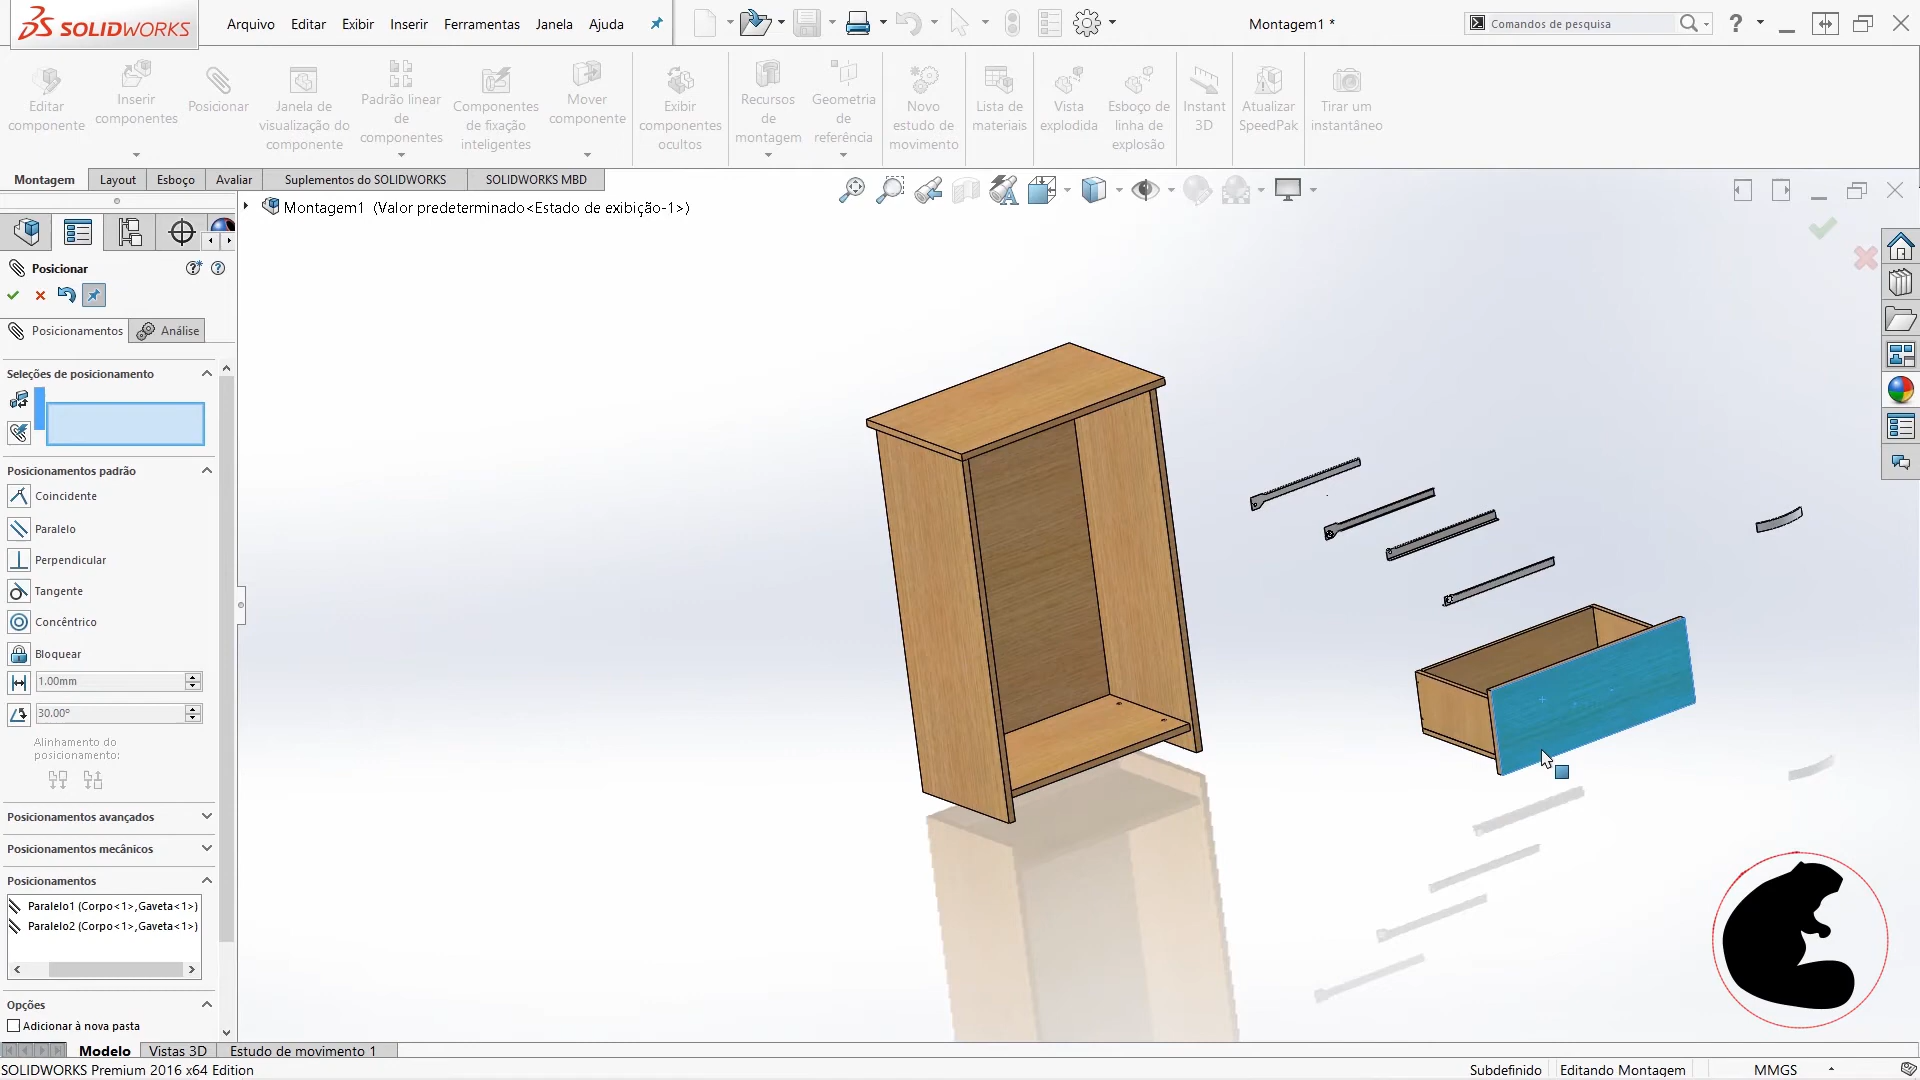 SOLIDWORKS
Arquivo Editar Exibir Inserir Ferramentas Janela Ajuda
Montagem1 *
Comandos de pesquisa
Editar componente
Inserir componentes
Posicionar
Janela de visualização do componente
Padrão linear de componentes
Componentes de fixação inteligentes
Mover componente
Exibir componentes ocultos
Recursos de montagem
Geometria de referência
Novo estudo de movimento
Lista de materiais
Vista explodida
Esboço de linha de explosão
Instant 3D
Atualizar SpeedPak
Tirar um instantâneo
Montagem Layout Esboço Avaliar Suplementos do SOLIDWORKS SOLIDWORKS MBD
Montagem1 (Valor predeterminado<Estado de exibição-1>)
Posicionar
Posicionamentos Análise
Seleções de posicionamento
Posicionamentos padrão
Coincidente
Paralelo
Perpendicular
Tangente
Concêntrico
Bloquear
1.00mm
30.00°
Alinhamento do
posicionamento:
Posicionamentos avançados
Posicionamentos mecânicos
Posicionamentos
Paralelo1 (Corpo<1>,Gaveta<1>)
Paralelo2 (Corpo<1>,Gaveta<1>)
Opções
Adicionar à nova pasta
Modelo Vistas 3D Estudo de movimento 1
SOLIDWORKS Premium 2016 x64 Edition
Subdefinido Editando Montagem MMGS